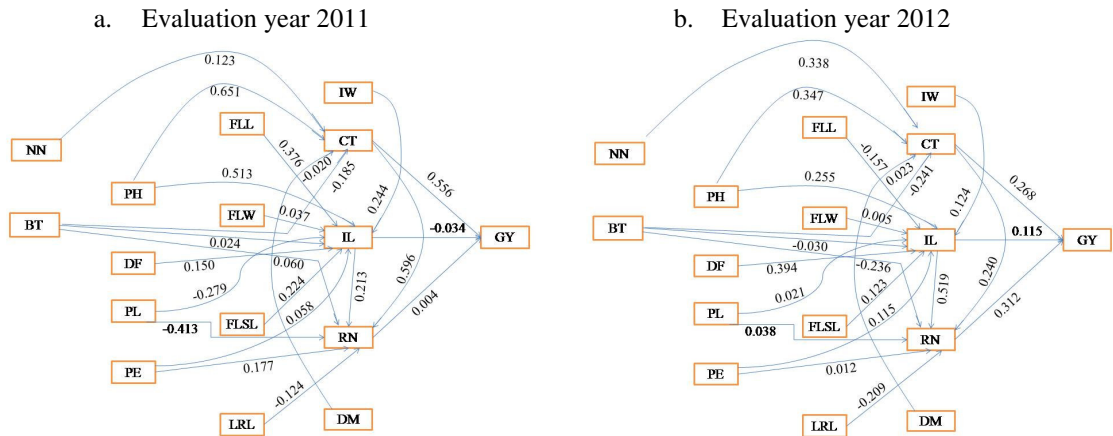 a. Evaluation year 2011
0.123
0.651
IW
FLL
CT
NN
0.376
-0.020
-0.185
PH
0.513
0.244
0.556
FLW
0.037
BT
IL
-0.034
GY
0.024
DF
0.150
0.060
0.596
-0.279
0.224
0.213
PL
0.058
0.004
-0.413
FLSL
RN
PE
0.177
-0.124
LRL
DM
b. Evaluation year 2012
0.338
0.347
IW
FLL
CT
NN
-0.157
0.023
-0.241
PH
0.255
0.124
0.268
FLW
0.005
BT
IL
0.115
GY
-0.030
DF
0.394
-0.236
0.240
0.021
0.123
0.519
PL
0.115
0.312
0.038
FLSL
RN
PE
0.012
-0.209
LRL
DM